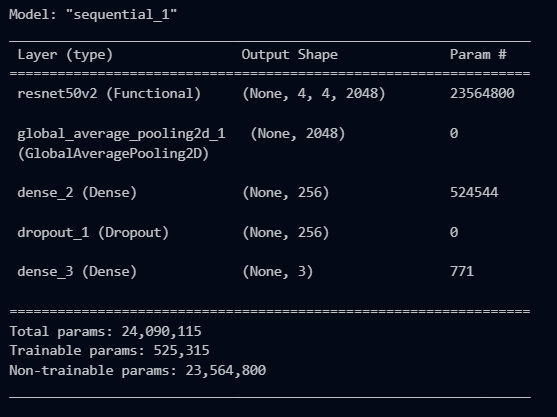 Model: "sequential_1"
Layer (type) Output Shape Param #
resnet50v2 (Functional) (None, 4, 4, 2048) 23564800
global_average_pooling2d_1 (None, 2048) 0
(GlobalAveragePooling2D)
dense_2 (Dense) (None, 256) 524544
dropout_1 (Dropout) (None, 256) 0
dense_3 (Dense) (None, 3) 771
Total params: 24,090,115
Trainable params: 525,315
Non-trainable params: 23,564,800